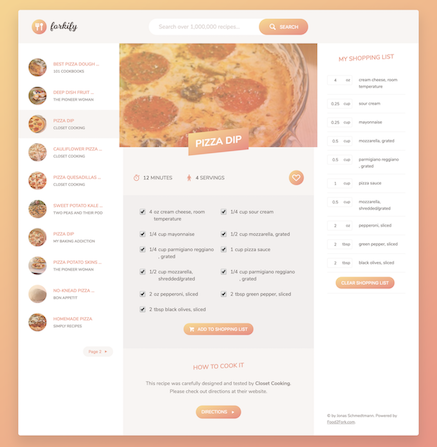 forkify
Search over 1,000,000 recipes...
SEARCH
BEST PIZZA DOUGH ...
101 COOKBOOKS
DEEP DISH FRUIT ...
THE PIONEER WOMAN
PIZZA DIP
CLOSET COOKING
CAULIFLOWER PIZZA ...
CLOSET COOKING
PIZZA QUESADILLAS ...
CLOSET COOKING
SWEET POTATO KALE ...
TWO PEAS AND THEIR POD
PIZZA DIP
MY BAKING ADDICTION
PIZZA POTATO SKINS ...
THE PIONEER WOMAN
NO KNEAD PIZZA ...
BON APPETIT
HOMEMADE PIZZA
SIMPLY RECIPES
Page 2
PIZZA DIP
12 MINUTES
4 SERVINGS
4 oz cream cheese, room
temperature
1/4 cup sour cream
1/4 cup mayonnaise
1/2 cup mozzarella, grated
1/4 cup parmigiano reggiano
, grated
1 cup pizza sauce
1/2 cup mozzarella,
shredded/grated
1/4 cup parmigiano reggiano
, grated
2 oz pepperoni, sliced
2 tbsp green pepper, sliced
2 tbsp black olives, sliced
ADD TO SHOPPING LIST
HOW TO COOK IT
This recipe was carefully designed and tested by Closet Cooking.
Please check out directions at their website.
DIRECTIONS
MY SHOPPING LIST
4 oz cream cheese, room
temperature
0.25 cup sour cream
0.25 cup mayonnaise
0.5 cup mozzarella, grated
0.5 cup parmigiano reggiano
, grated
1 cup pizza sauce
0.5 cup mozzarella,
shredded/grated
2 oz pepperoni, sliced
2 tbsp green pepper, sliced
2 tbsp black olives, sliced
CLEAR SHOPPING LIST
© by Jonas Schmedtmann. Powered by
Food2Fork.com.